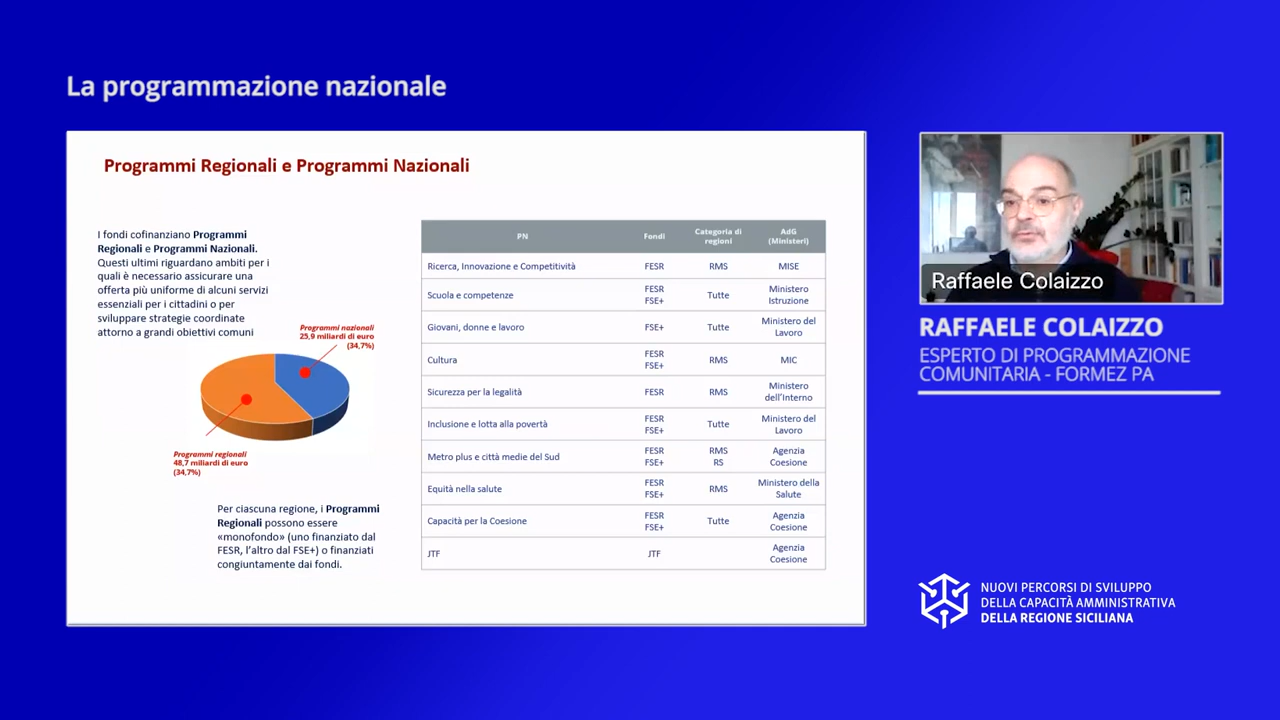 La programmazione nazionale
Programmi Regionali e Programmi Nazionali
I fondi cofinanziano Programmi
Regionali e Programmi Nazionali.
Questi ultimi riguardano ambiti per i
quali è necessario assicurare una
offerta più uniforme di alcuni servizi
essenziali per i cittadini o per
sviluppare strategie coordinate
attorno a grandi obiettivi comuni
Programmi nazionali
25,9 miliardi di euro
(34,7%)
Programmi regionali
48,7 miliardi di euro
(34,7%)
Per ciascuna regione, i Programmi
Regionali possono essere
«monofondo» (uno finanziato dal
FESR, l'altro dal FSE+) o finanziati
congiuntamente dai fondi.
PN Fondi Categoria di regioni AdG (Ministeri)
Ricerca, Innovazione e Competitività FESR RMS MISE
Scuola e competenze FESR FSE+ Tutte Ministero Istruzione
Giovani, donne e lavoro FSE+ Tutte Ministero del Lavoro
Cultura FESR FSE+ RMS MIC
Sicurezza per la legalità FESR RMS Ministero dell'Interno
Inclusione e lotta alla povertà FESR FSE+ Tutte Ministero del Lavoro
Metro plus e città medie del Sud FESR FSE+ RMS RS Agenzia Coesione
Equità nella salute FESR FSE+ RMS Ministero della Salute
Capacità per la Coesione FESR FSE+ Tutte Agenzia Coesione
JTF JTF Agenzia Coesione
Raffaele Colaizzo
RAFFAELE COLAIZZO
ESPERTO DI PROGRAMMAZIONE
COMUNITARIA - FORMEZ PA
NUOVI PERCORSI DI SVILUPPO
DELLA CAPACITÀ AMMINISTRATIVA
DELLA REGIONE SICILIANA